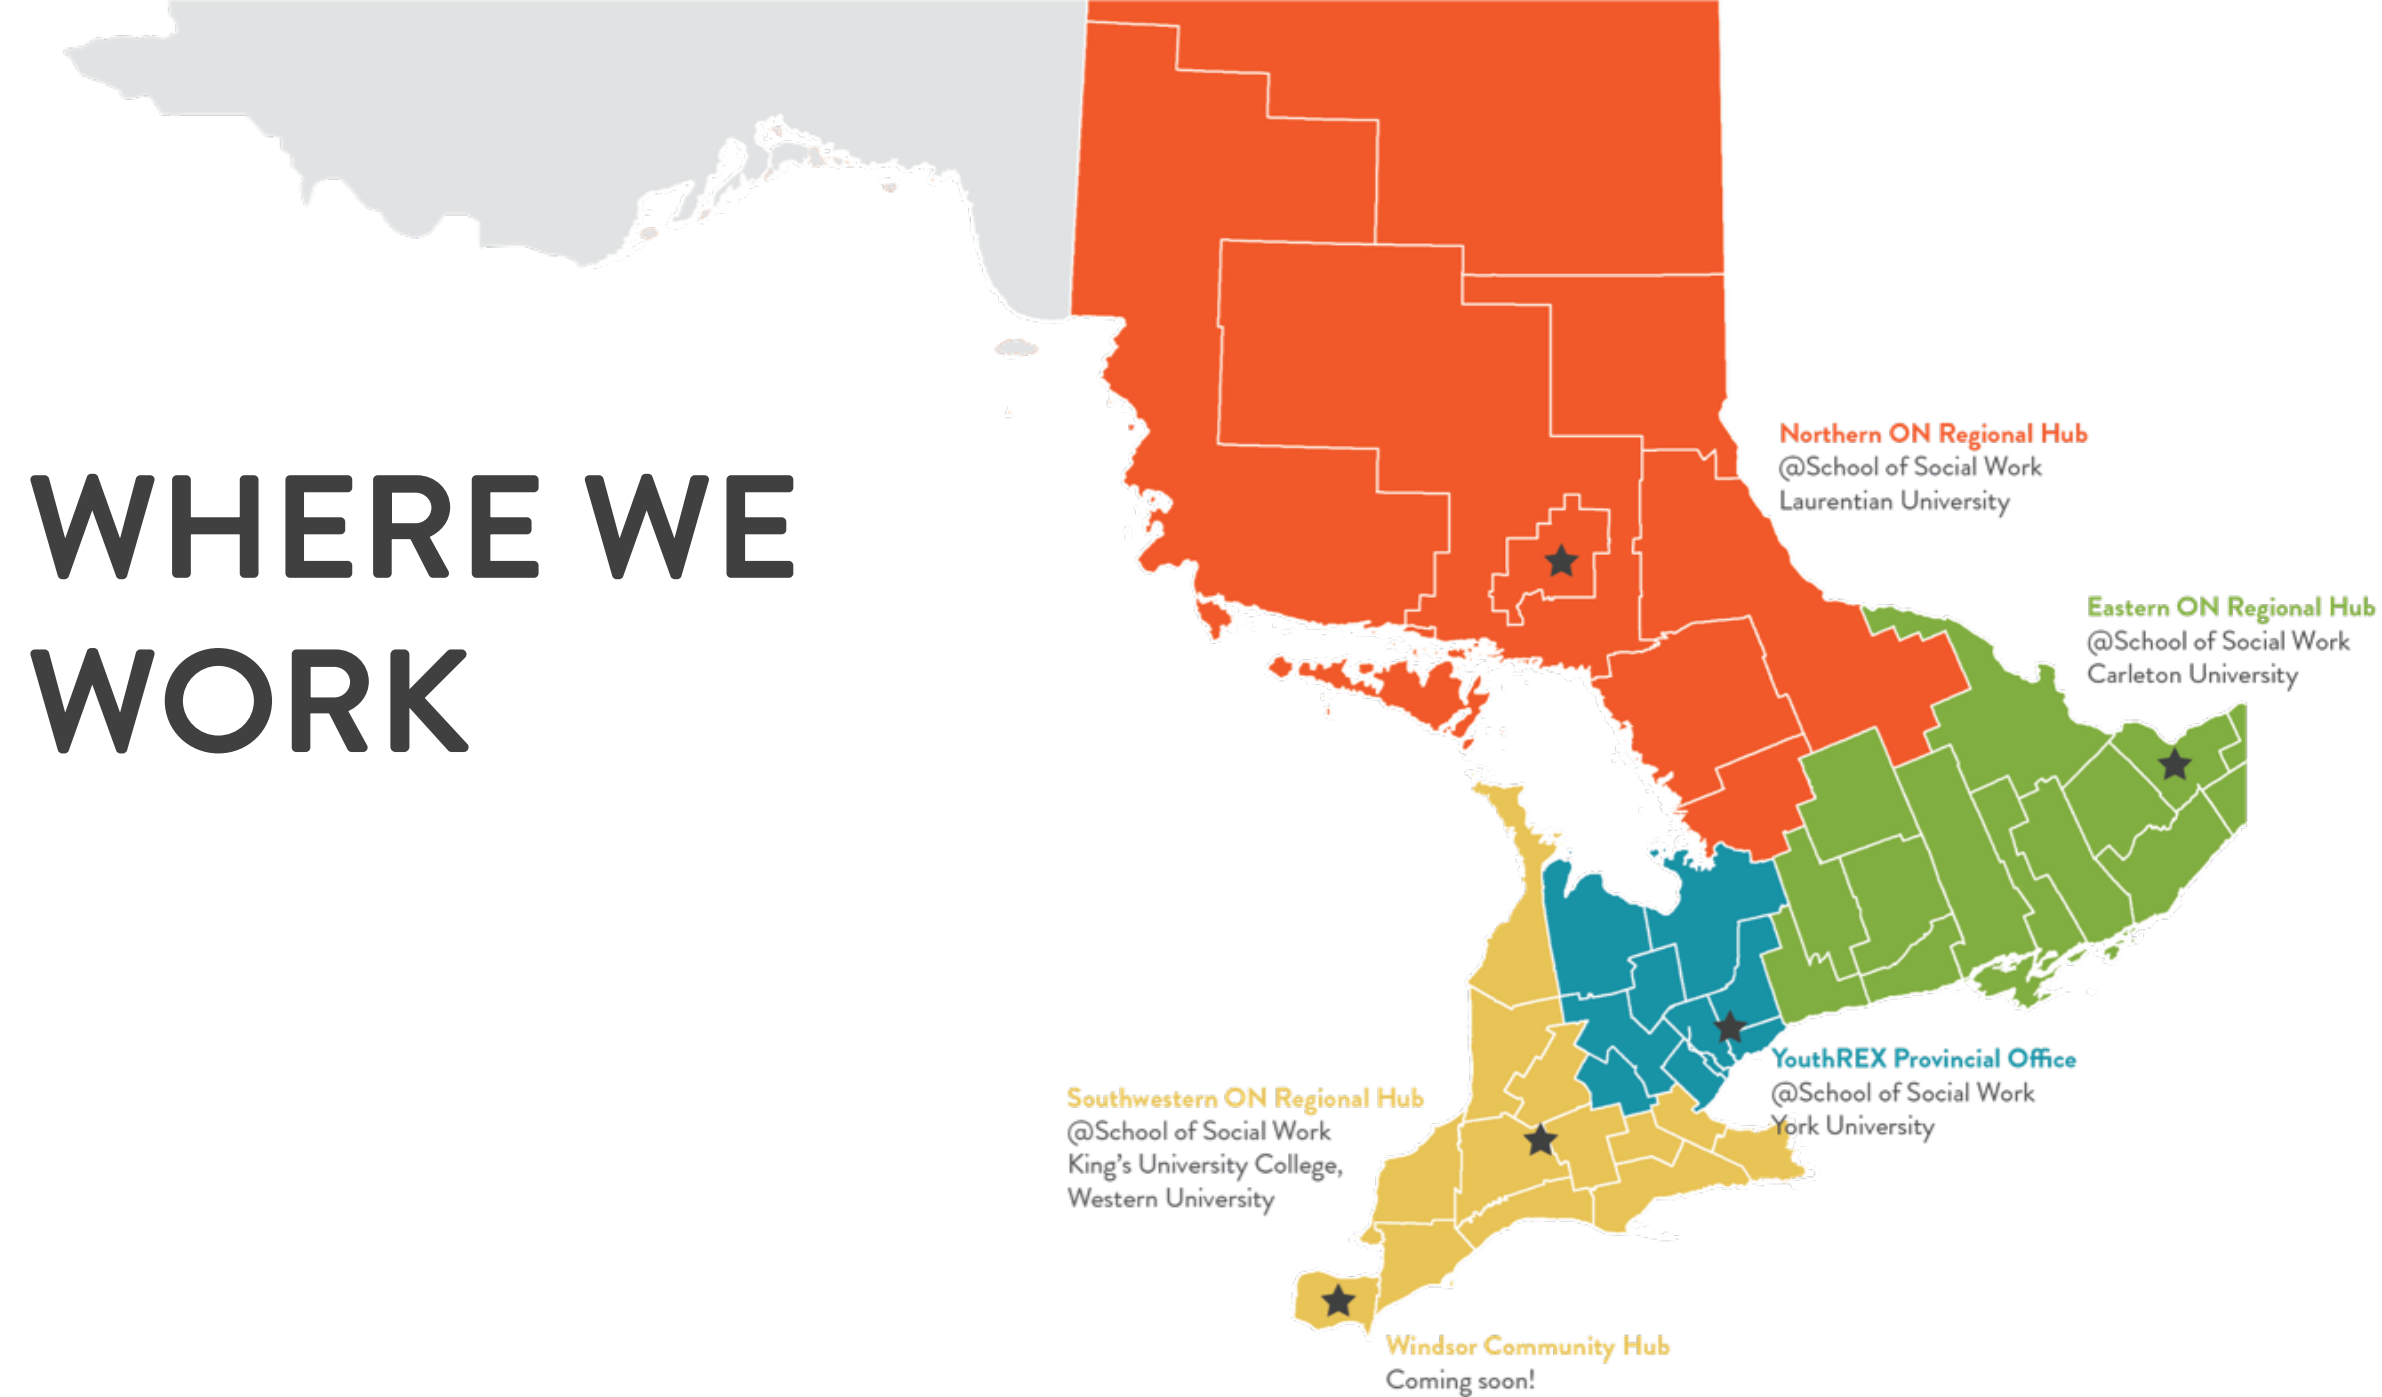 WHERE WE
WORK
Northern ON Regional Hub
@School of Social Work
Laurentian University
Eastern ON Regional Hub
@School of Social Work
Carleton University
YouthREX Provincial Office
@School of Social Work
York University
Southwestern ON Regional Hub
@School of Social Work
King's University College,
Western University
Windsor Community Hub
Coming soon!